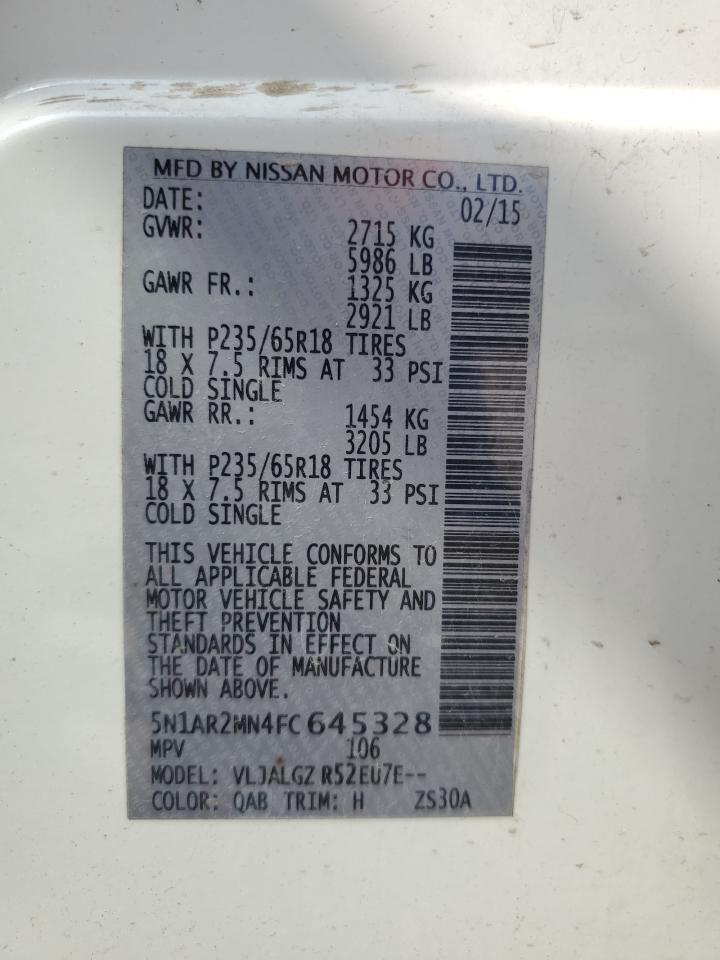 MFD BY NISSAN MOTOR CO., LTD.
DATE: 02/15
GVWR: 2715 KG
5986 LB
GAWR FR.: 1325 KG
2921 LB
WITH P235/65R18 TIRES
18 X 7.5 RIMS AT 33 PSI
COLD SINGLE
GAWR RR.: 1454 KG
3205 LB
WITH P235/65R18 TIRES
18 X 7.5 RIMS AT 33 PSI
COLD SINGLE
THIS VEHICLE CONFORMS TO
ALL APPLICABLE FEDERAL
MOTOR VEHICLE SAFETY AND
THEFT PREVENTION
STANDARDS IN EFFECT ON
THE DATE OF MANUFACTURE
SHOWN ABOVE.
5N1AR2MN4FC645328
MPV 106
MODEL: VLJALGZ R52EU7E--
COLOR: QAB TRIM: H ZS30A